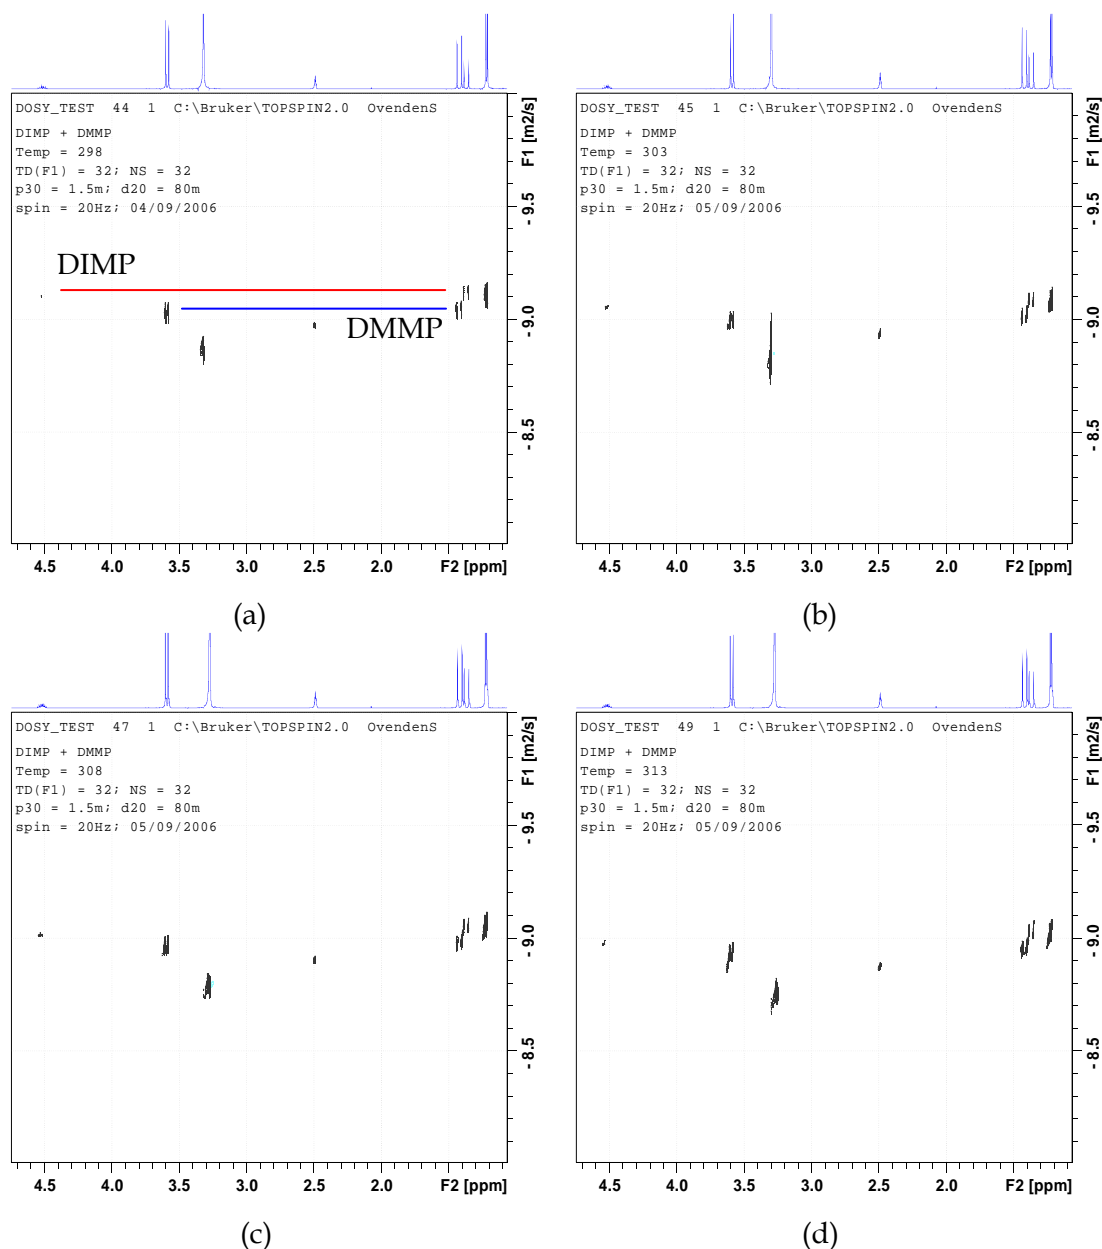 DOSY_TEST 44 1 C:\Bruker\TOPSPIN2.0 OvendenS
DIMP + DMMP
Temp = 298
TD(F1) = 32; NS = 32
p30 = 1.5m; d20 = 80m
spin = 20Hz; 04/09/2006
DIMP
DMMP
F1 [m2/s]
- 9.5
- 9.0
- 8.5
4.5 4.0 3.5 3.0 2.5 2.0 F2 [ppm]
(a)
DOSY_TEST 45 1 C:\Bruker\TOPSPIN2.0 OvendenS
DIMP + DMMP
Temp = 303
TD(F1) = 32; NS = 32
p30 = 1.5m; d20 = 80m
spin = 20Hz; 05/09/2006
F1 [m2/s]
- 9.5
- 9.0
- 8.5
4.5 4.0 3.5 3.0 2.5 2.0 F2 [ppm]
(b)
DOSY_TEST 47 1 C:\Bruker\TOPSPIN2.0 OvendenS
DIMP + DMMP
Temp = 308
TD(F1) = 32; NS = 32
p30 = 1.5m; d20 = 80m
spin = 20Hz; 05/09/2006
F1 [m2/s]
- 9.5
- 9.0
- 8.5
4.5 4.0 3.5 3.0 2.5 2.0 F2 [ppm]
(c)
DOSY_TEST 49 1 C:\Bruker\TOPSPIN2.0 OvendenS
DIMP + DMMP
Temp = 313
TD(F1) = 32; NS = 32
p30 = 1.5m; d20 = 80m
spin = 20Hz; 05/09/2006
F1 [m2/s]
- 9.5
- 9.0
- 8.5
4.5 4.0 3.5 3.0 2.5 2.0 F2 [ppm]
(d)